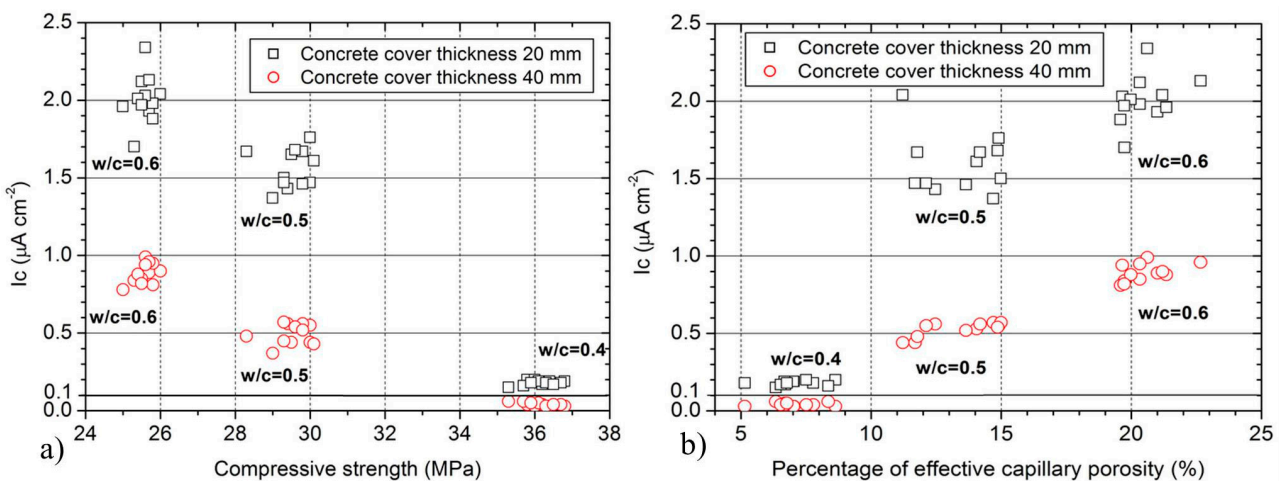 2.5
2.0
1.5
1.0
0.5
0.1
0.0
Ic (μA cm⁻²)
Concrete cover thickness 20 mm
Concrete cover thickness 40 mm
w/c=0.6
w/c=0.5
w/c=0.6
w/c=0.5
w/c=0.4
24 26 28 30 32 34 36 38
a)
Compressive strength (MPa)
2.5
2.0
1.5
1.0
0.5
0.1
0.0
Ic (μA cm⁻²)
Concrete cover thickness 20 mm
Concrete cover thickness 40 mm
w/c=0.6
w/c=0.5
w/c=0.6
w/c=0.4
w/c=0.5
5 10 15 20 25
b)
Percentage of effective capillary porosity (%)